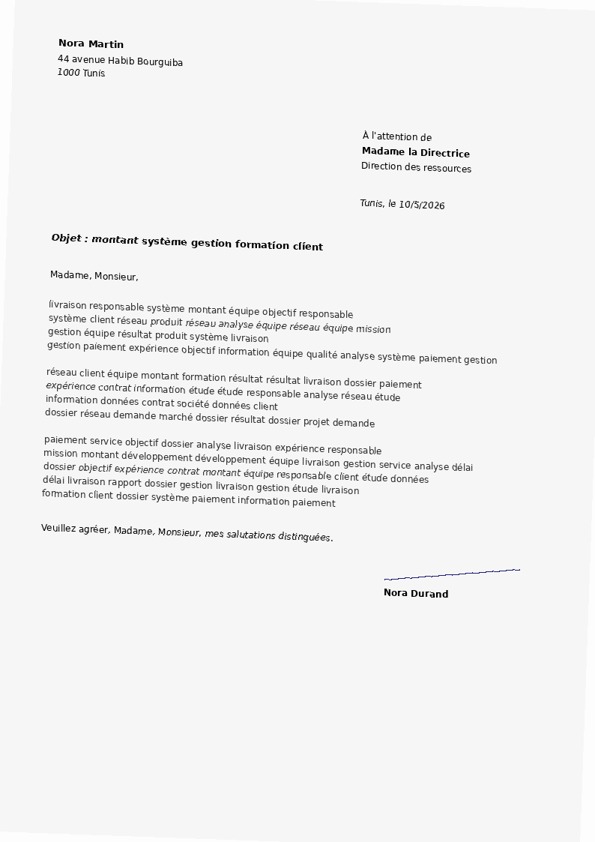 Nora Martin
44 avenue Habib Bourguiba
1000 Tunis
À l'attention de
Madame la Directrice
Direction des ressources
Tunis, le 10/5/2026
Objet : montant système gestion formation client
Madame, Monsieur,
livraison responsable système montant équipe objectif responsable
système client réseau produit réseau analyse équipe réseau équipe mission
gestion équipe résultat produit système livraison
gestion paiement expérience objectif information équipe qualité analyse système paiement gestion
réseau client équipe montant formation résultat résultat livraison dossier paiement
expérience contrat information étude étude responsable analyse réseau étude
information données contrat société données client
dossier réseau demande marché dossier résultat dossier projet demande
paiement service objectif dossier analyse livraison expérience responsable
mission montant développement développement équipe livraison gestion service analyse délai
dossier objectif expérience contrat montant équipe responsable client étude données
délai livraison rapport dossier gestion livraison gestion étude livraison
formation client dossier système paiement information paiement
Veuillez agréer, Madame, Monsieur, mes salutations distinguées.
Nora Durand